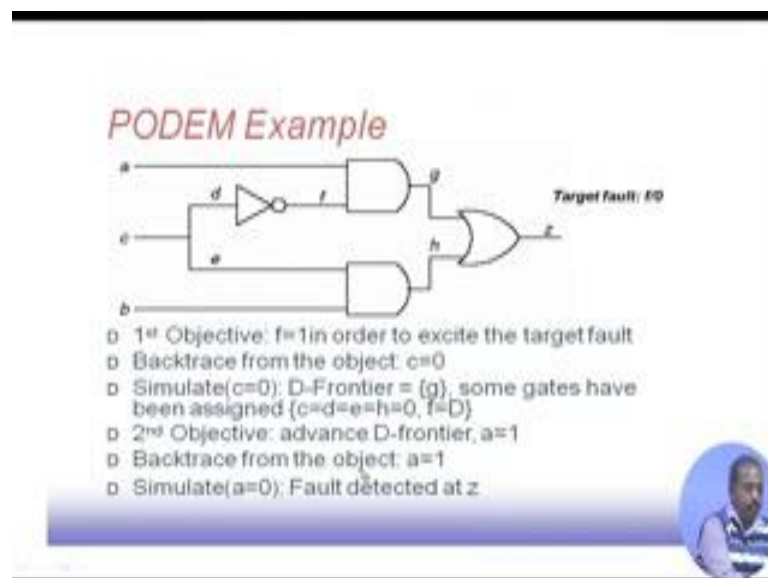 PODEM Example
a
g
d
f
Target fault: f/0
z
c
h
e
b
1st Objective: f=1in order to excite the target fault
Backtrace from the object: c=0
Simulate(c=0): D-Frontier = {g}, some gates have
been assigned {c=d=e=h=0, f=D}
2nd Objective: advance D-frontier, a=1
Backtrace from the object: a=1
Simulate(a=0): Fault detected at z